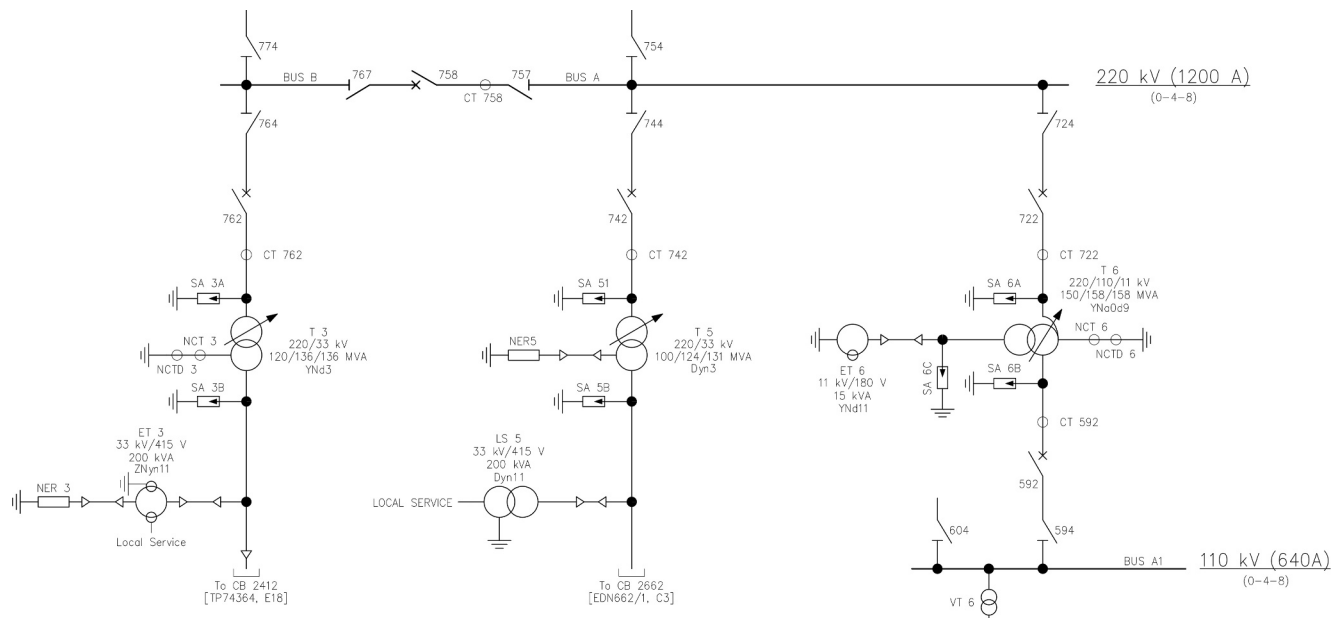 774
754
BUS B
767
758
757
BUS A
CT 758
220 kV (1200 A)
(0-4-8)
764
744
724
762
742
722
CT 762
CT 742
CT 722
SA 3A
SA 51
SA 6A
T 6
220/110/11 kV
150/158/158 MVA
YNa0d9
NCT 3
NCTD 3
T 3
220/33 kV
120/136/136 MVA
YNd3
NER5
T 5
220/33 kV
100/124/131 MVA
Dyn3
ET 6
11 kV/180 V
15 kVA
YNd11
SA 6C
NCT 6
NCTD 6
SA 3B
SA 5B
SA 6B
CT 592
ET 3
33 kV/415 V
200 kVA
ZNyn11
LS 5
33 kV/415 V
200 kVA
Dyn11
592
NER 3
LOCAL SERVICE
Local Service
604
594
BUS A1
110 kV (640A)
(0-4-8)
VT 6
To CB 2412
[TP74364, E18]
To CB 2662
[EDN662/1, C3]